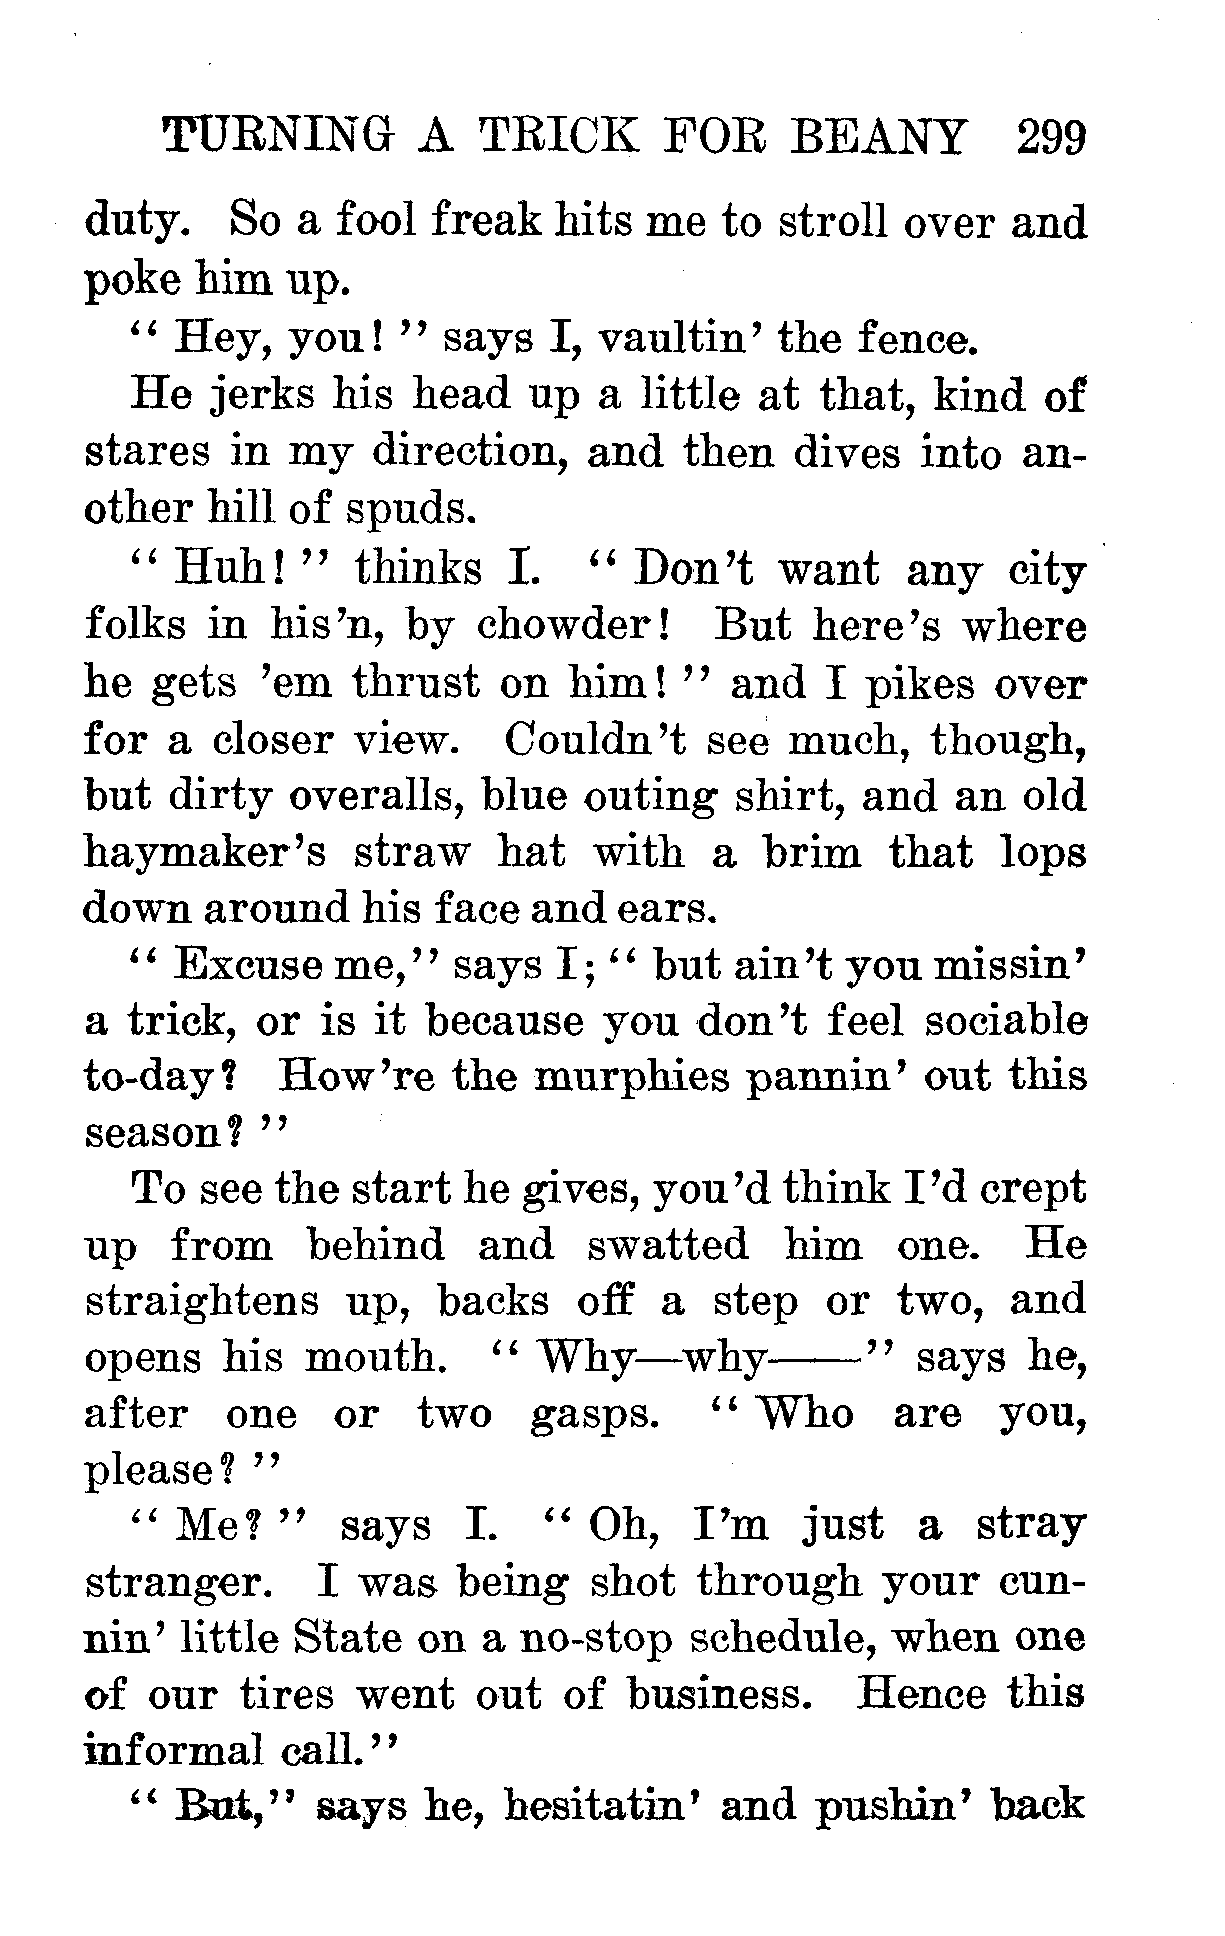 TURNING A TRICK FOR BEANY 299
duty. So a fool freak hits me to stroll over and
poke him up.
“ Hey, you! ” says I, vaultin’ the fence.
He jerks his head up a little at that, kind of
stares in my direction, and then dives into an-
other hill of spuds.
“ Huh! ” thinks I. “ Don’t want any city
folks in his’n, by chowder! But here’s where
he gets ’em thrust on him! ” and I pikes over
for a closer view. Couldn’t see much, though,
but dirty overalls, blue outing shirt, and an old
haymaker’s straw hat with a brim that lops
down around his face and ears.
“ Excuse me,” says I; “ but ain’t you missin’
a trick, or is it because you don’t feel sociable
to-day? How’re the murphies pannin’ out this
season? ”
To see the start he gives, you’d think I’d crept
up from behind and swatted him one. He
straightens up, backs off a step or two, and
opens his mouth. “ Why—why——” says he,
after one or two gasps. “ Who are you,
please? ”
“ Me? ” says I. “ Oh, I’m just a stray
stranger. I was being shot through your cun-
nin’ little State on a no-stop schedule, when one
of our tires went out of business. Hence this
informal call.”
“ But,” says he, hesitatin’ and pushin’ back